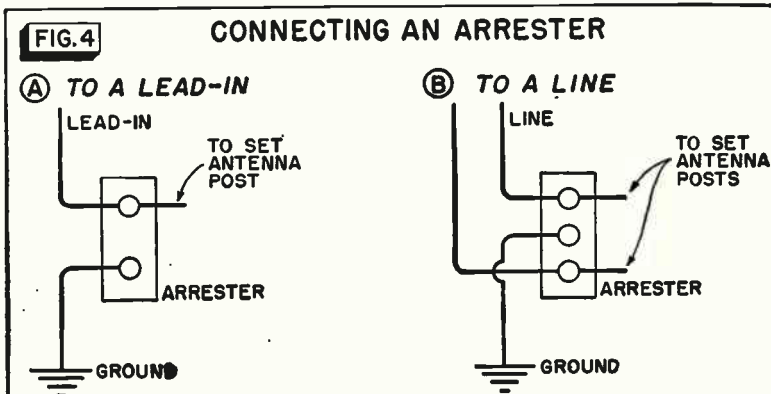 FIG. 4
CONNECTING AN ARRESTER
A TO A LEAD-IN
LEAD-IN
TO SET
ANTENNA
POST
ARRESTER
GROUND
B TO A LINE
LINE
TO SET
ANTENNA
POSTS
ARRESTER
GROUND